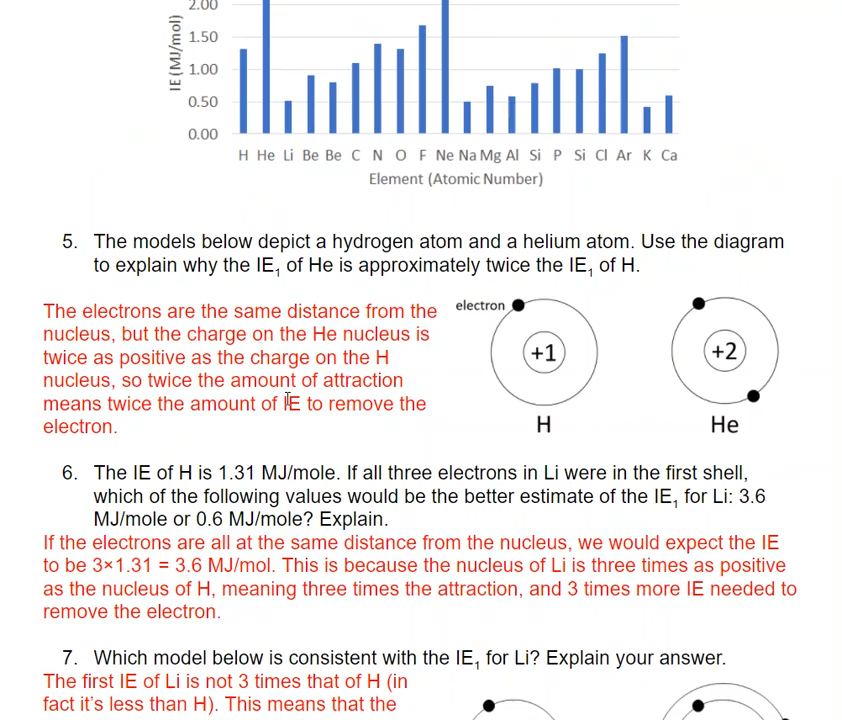 2.00
1.50
1.00
0.50
0.00
IE (MJ/mol)
H He Li Be Be C N O F Ne Na Mg Al Si P Si Cl Ar K Ca
Element (Atomic Number)
5. The models below depict a hydrogen atom and a helium atom. Use the diagram
to explain why the IE₁ of He is approximately twice the IE₁ of H.
The electrons are the same distance from the
nucleus, but the charge on the He nucleus is
twice as positive as the charge on the H
nucleus, so twice the amount of attraction
means twice the amount of IE to remove the
electron.
electron
+1
H
+2
He
6. The IE of H is 1.31 MJ/mole. If all three electrons in Li were in the first shell,
which of the following values would be the better estimate of the IE₁ for Li: 3.6
MJ/mole or 0.6 MJ/mole? Explain.
If the electrons are all at the same distance from the nucleus, we would expect the IE
to be 3×1.31 = 3.6 MJ/mol. This is because the nucleus of Li is three times as positive
as the nucleus of H, meaning three times the attraction, and 3 times more IE needed to
remove the electron.
7. Which model below is consistent with the IE₁ for Li? Explain your answer.
The first IE of Li is not 3 times that of H (in
fact it's less than H). This means that the